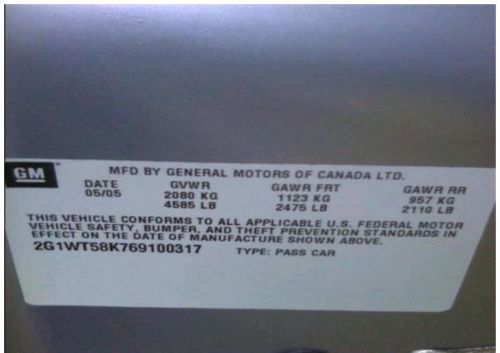 GM MFD BY GENERAL MOTORS OF CANADA LTD.
DATE GVWR GAWR FRT GAWR RR
05/05 2080 KG 1123 KG 957 KG
4585 LB 2475 LB 2110 LB
THIS VEHICLE CONFORMS TO ALL APPLICABLE U.S. FEDERAL MOTOR
VEHICLE SAFETY, BUMPER, AND THEFT PREVENTION STANDARDS IN
EFFECT ON THE DATE OF MANUFACTURE SHOWN ABOVE.
2G1WT58K769100317 TYPE: PASS CAR